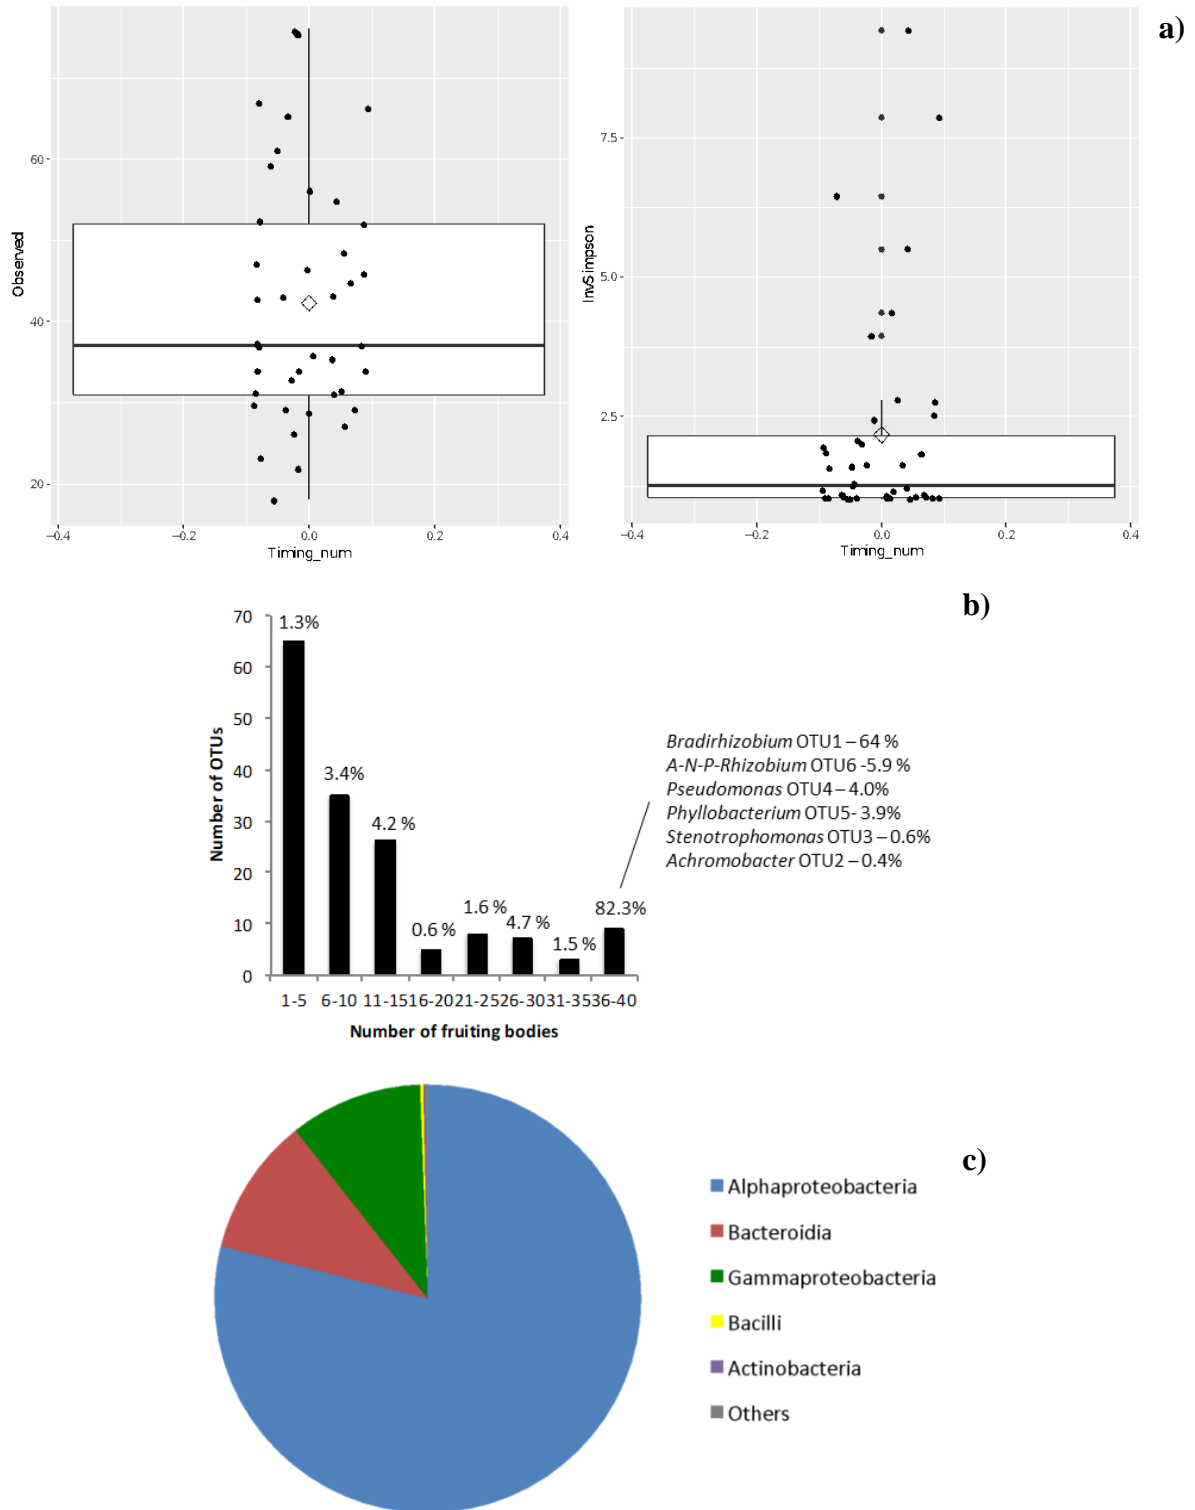 a)
60
40
20
Observed
−0.4 −0.2 0.0 0.2 0.4
Timing_num
7.5
5.0
2.5
InvSimpson
−0.4 −0.2 0.0 0.2 0.4
Timing_num
b)
70
60
50
40
30
20
10
0
Number of OTUs
1.3%
3.4%
4.2 %
0.6 %
1.6 %
4.7 %
1.5 %
82.3%
1-5 6-10 11-15 16-20 21-25 26-30 31-35 36-40
Number of fruiting bodies
Bradirhizobium OTU1 – 64 %
A-N-P-Rhizobium OTU6 -5.9 %
Pseudomonas OTU4 – 4.0%
Phyllobacterium OTU5- 3.9%
Stenotrophomonas OTU3 – 0.6%
Achromobacter OTU2 – 0.4%
c)
Alphaproteobacteria
Bacteroidia
Gammaproteobacteria
Bacilli
Actinobacteria
Others